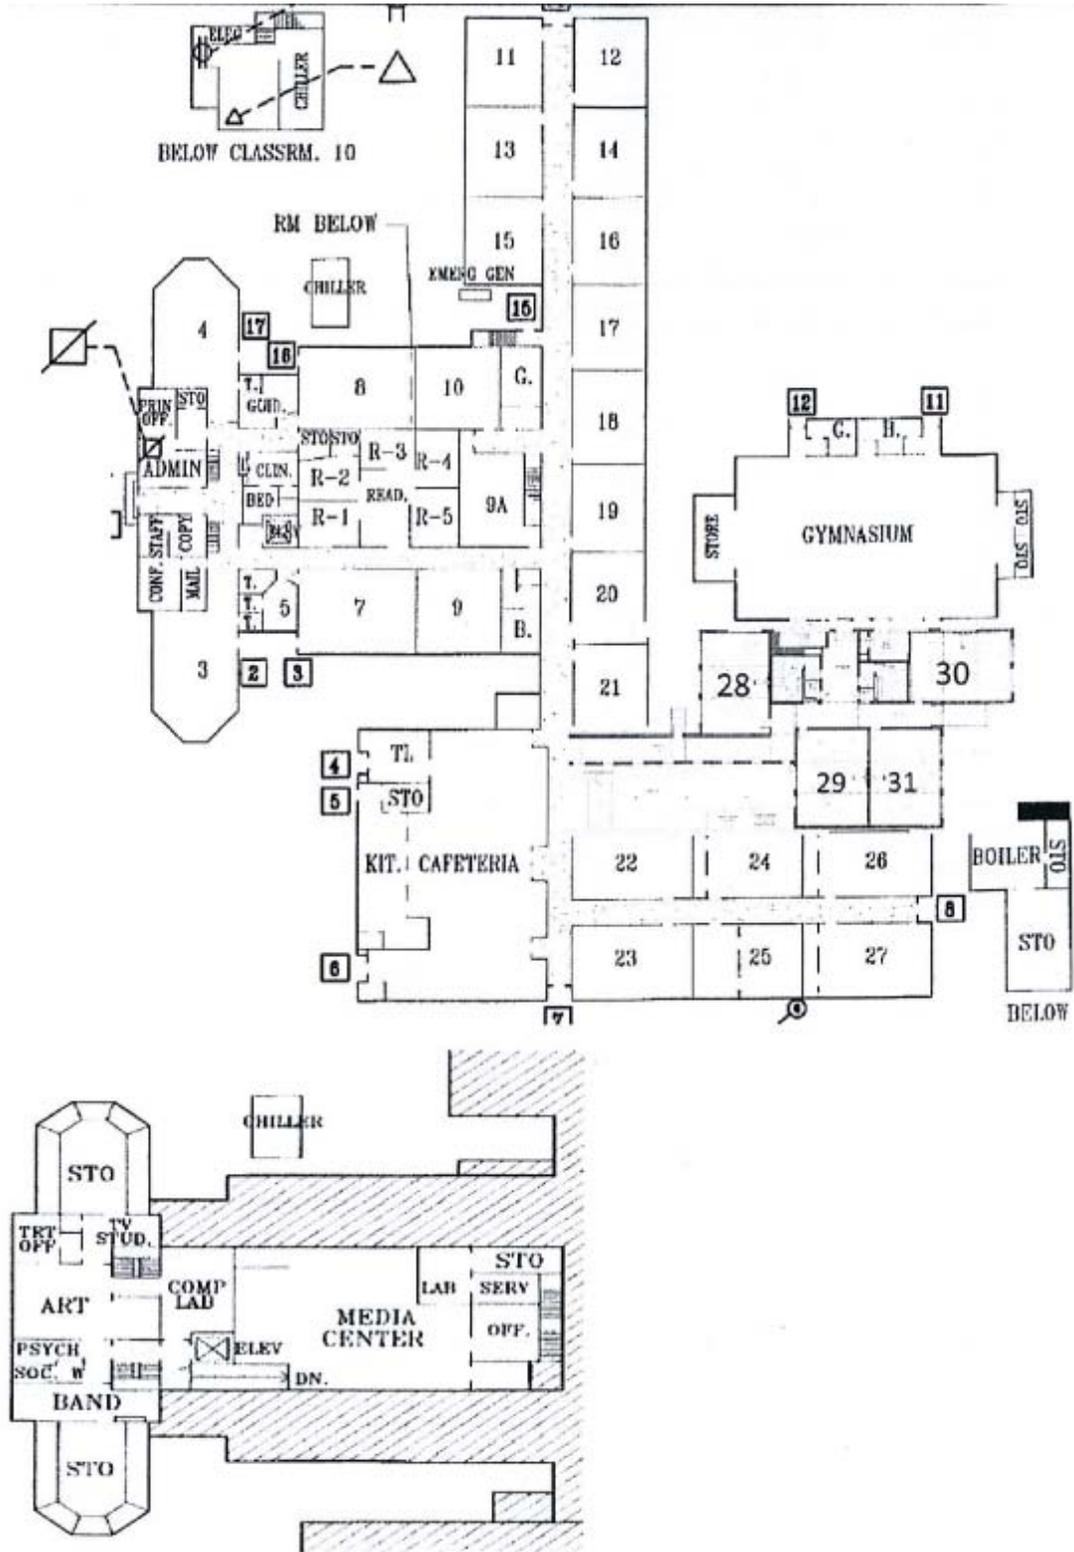 ELEC
CHILLER
BELOW CLASSRM. 10
11
12
13
14
RM BELOW
15
16
EMERG GEN
CHILLER
15
17
4
17
16
8
10
G.
18
T.
PRIN
OFF.
STO
12
11
G.
STO
STO
R-3
R-4
ADMIN
CLIN.
R-2
READ.
BED
9A
19
R-1
R-5
STORE
GYMNASIUM
STO
STO
CONF.
STAFF
COPY
MAIL
T.
T.
T.
5
7
9
B.
20
3
2
3
21
28
30
4
STO
5
29
31
KIT.
CAFETERIA
22
24
26
BOILER
STO
8
6
23
25
27
STO
7
BELOW
CHILLER
STO
TV
STUD.
OFF
COMP
LAB
STO
LAB
SERV
ART
MEDIA
CENTER
OFF.
PSYCH
ELEV
SOC. W
DN.
BAND
STO